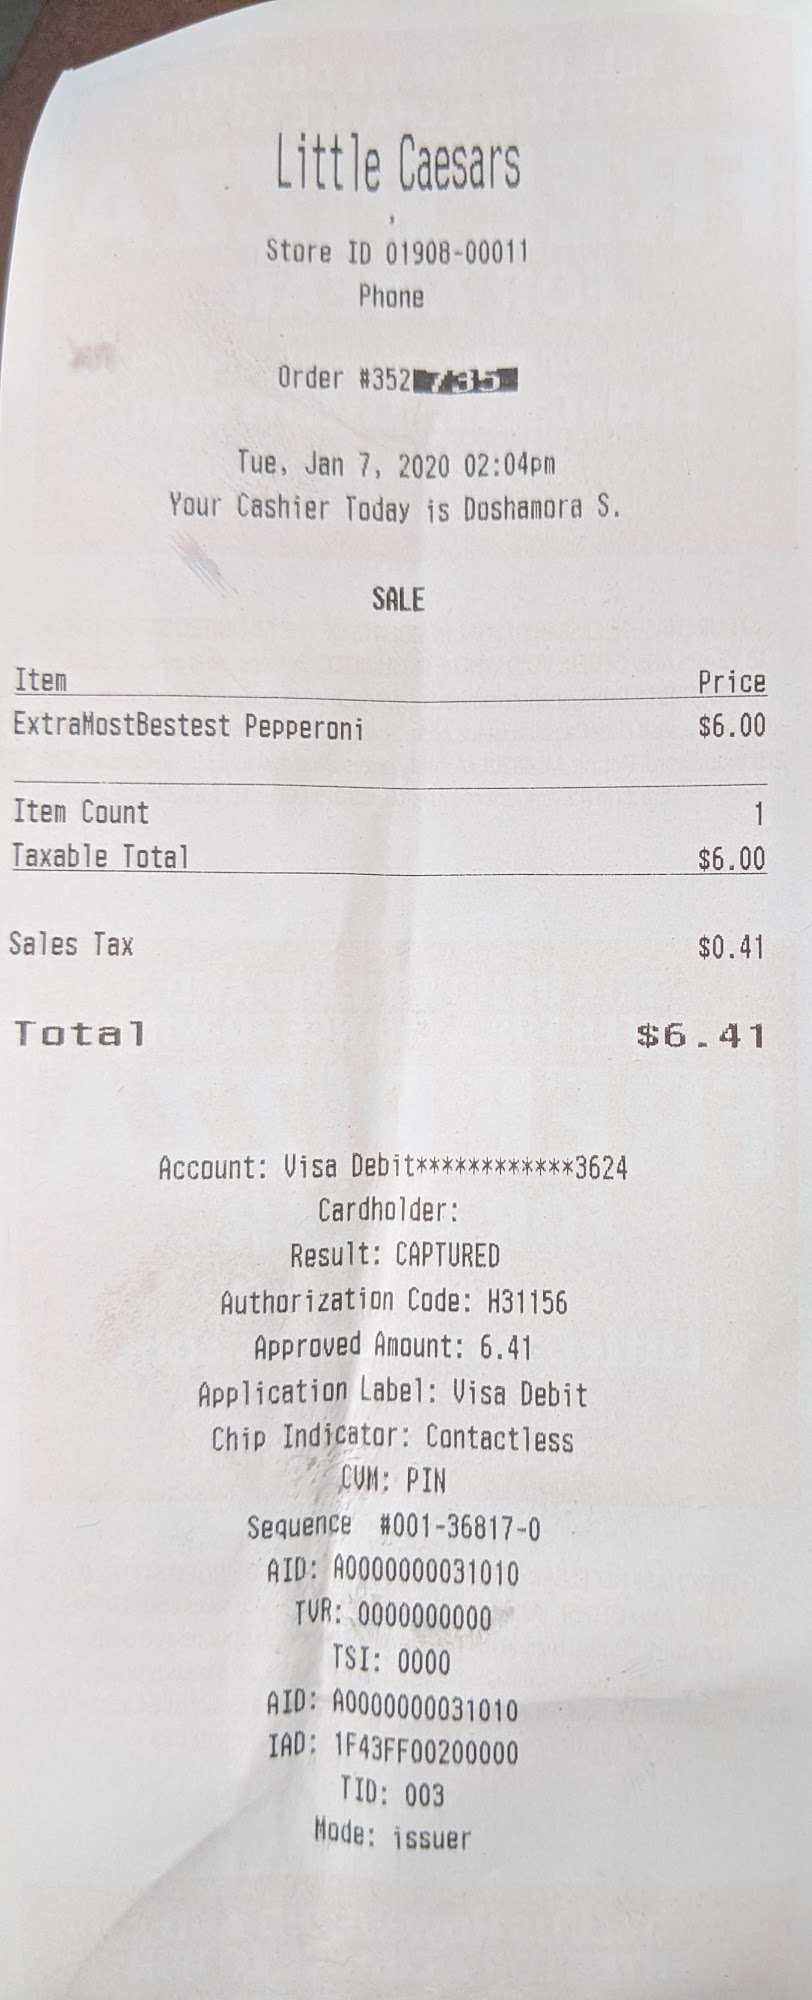 Little Caesars
,
Store ID 01908-00011
Phone
Order #352735
Tue, Jan 7, 2020 02:04pm
Your Cashier Today is Doshamora S.
SALE
Item Price
ExtraMostBestest Pepperoni $6.00
Item Count 1
Taxable Total $6.00
Sales Tax $0.41
Total $6.41
Account: Visa Debit************3624
Cardholder:
Result: CAPTURED
Authorization Code: H31156
Approved Amount: 6.41
Application Label: Visa Debit
Chip Indicator: Contactless
CVM: PIN
Sequence #001-36817-0
AID: A0000000031010
TVR: 0000000000
TSI: 0000
AID: A0000000031010
IAD: 1F43FF00200000
TID: 003
Mode: issuer